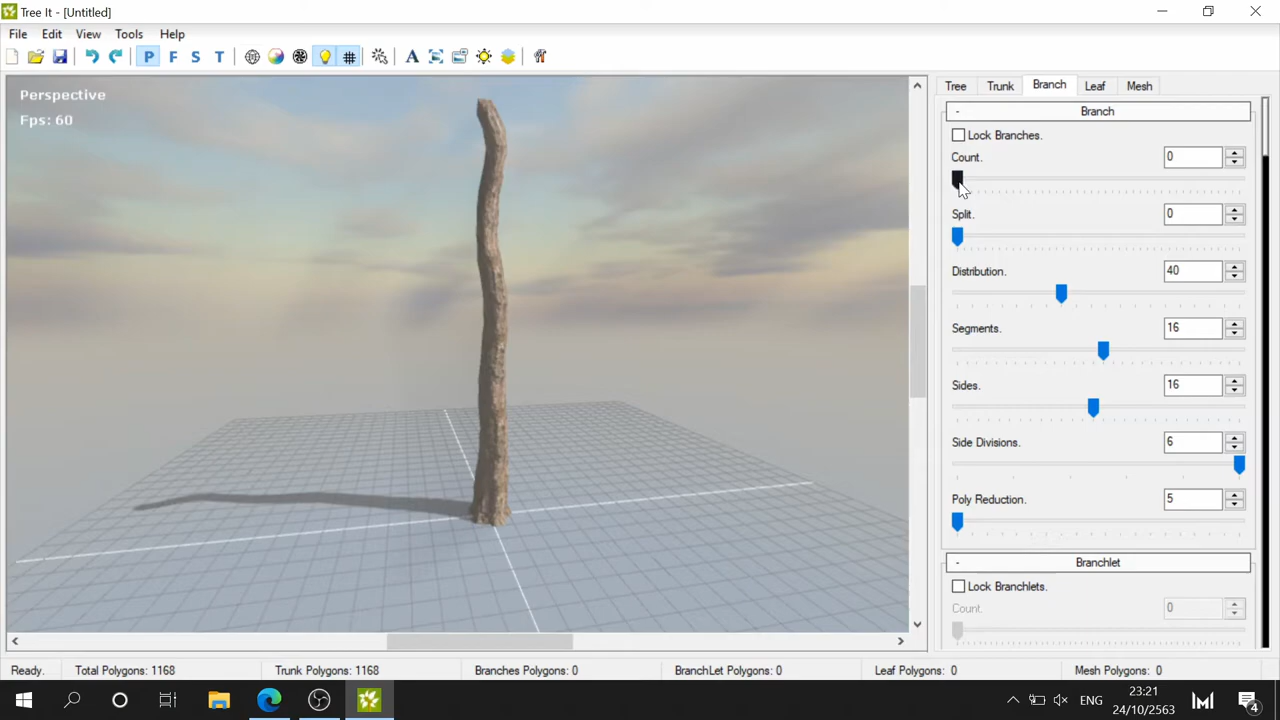 Tree It - [Untitled]
File Edit View Tools Help
P F S T A
Perspective
Fps: 60
Tree Trunk Branch Leaf Mesh
- Branch
Lock Branches.
Count. 0
Split. 0
Distribution. 40
Segments. 16
Sides. 16
Side Divisions. 6
Poly Reduction. 5
- Branchlet
Lock Branchlets.
Count. 0
Ready. Total Polygons: 1168 Trunk Polygons: 1168 Branches Polygons: 0 BranchLet Polygons: 0 Leaf Polygons: 0 Mesh Polygons: 0
ENG 23:21 24/10/2563 4